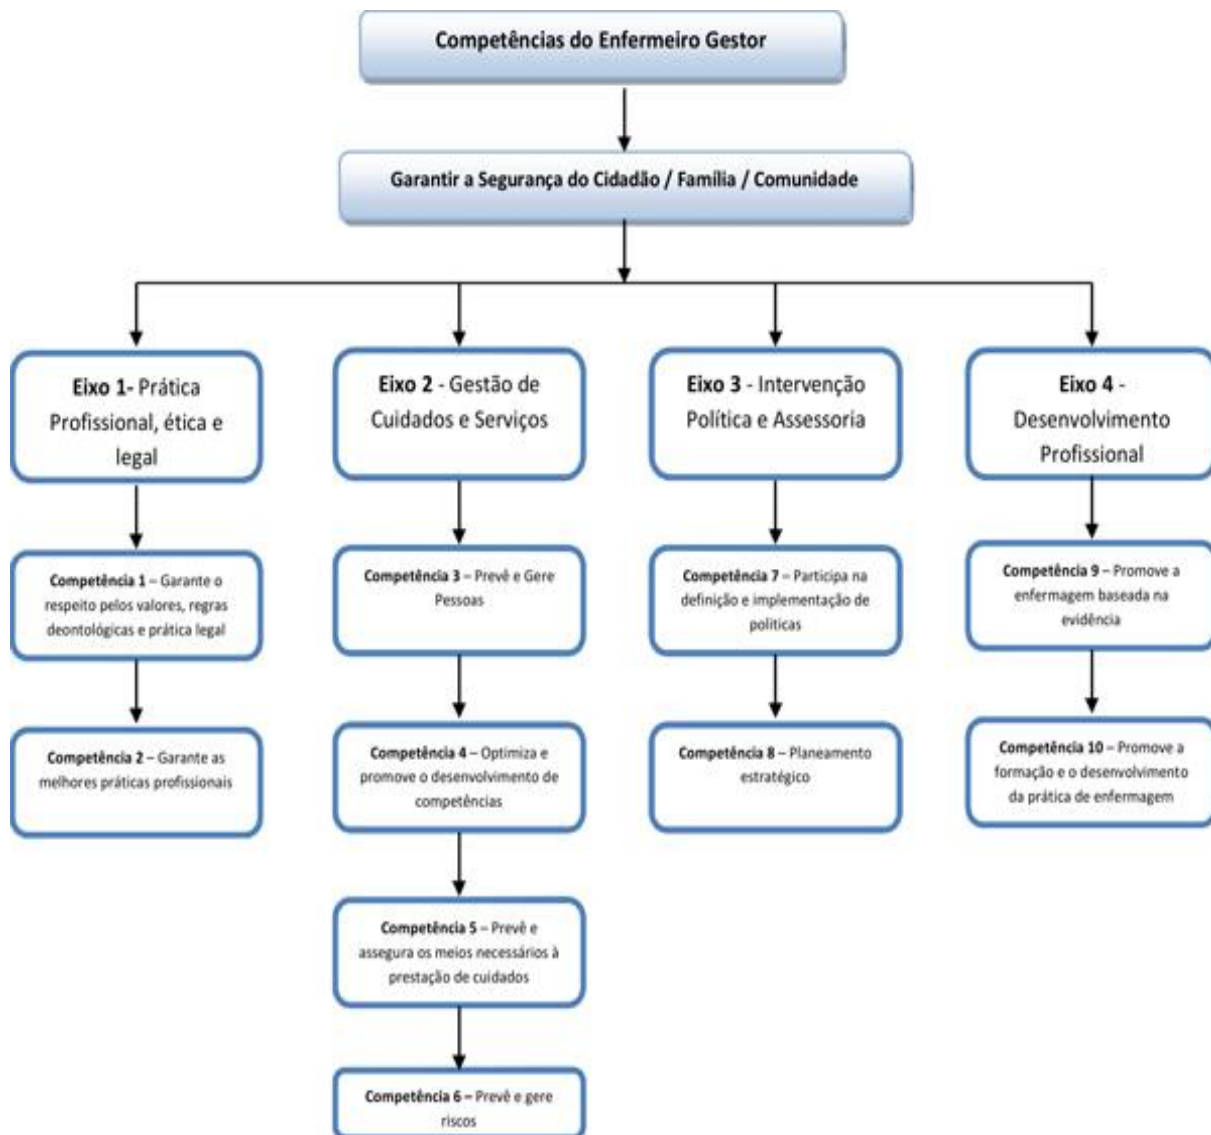 Competências do Enfermeiro Gestor
Garantir a Segurança do Cidadão / Família / Comunidade
Eixo 1- Prática
Profissional, ética e
legal
Competência 1 – Garante o
respeito pelos valores, regras
deontológicas e prática legal
Competência 2 – Garante as
melhores práticas profissionais
Eixo 2 - Gestão de
Cuidados e Serviços
Competência 3 – Prevê e Gere
Pessoas
Competência 4 – Optimiza e
promove o desenvolvimento de
competências
Competência 5 – Prevê e
assegura os meios necessários à
prestação de cuidados
Competência 6 – Prevê e gere
riscos
Eixo 3 - Intervenção
Política e Assessoria
Competência 7 – Participa na
definição e implementação de
políticas
Competência 8 – Planeamento
estratégico
Eixo 4 -
Desenvolvimento
Profissional
Competência 9 – Promove a
enfermagem baseada na
evidência
Competência 10 – Promove a
formação e o desenvolvimento
da prática de enfermagem